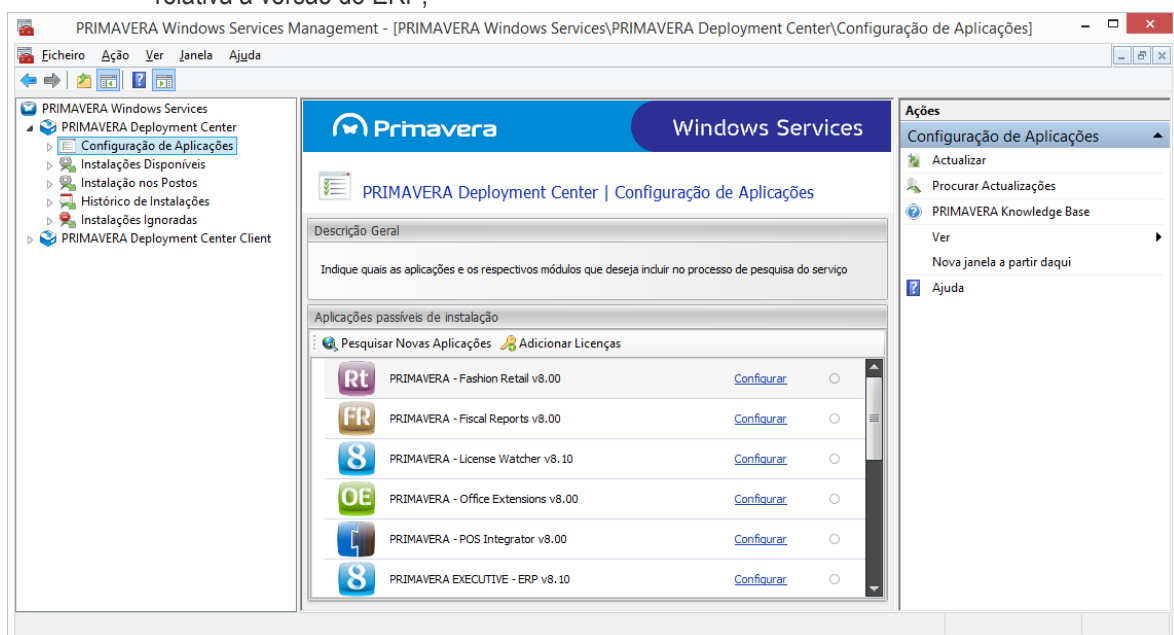 relativa à versão do ERP;
PRIMAVERA Windows Services Management - [PRIMAVERA Windows Services\PRIMAVERA Deployment Center\Configuração de Aplicações]
Ficheiro Ação Ver Janela Ajuda
PRIMAVERA Windows Services
PRIMAVERA Deployment Center
Configuração de Aplicações
Instalações Disponíveis
Instalação nos Postos
Histórico de Instalações
Instalações Ignoradas
PRIMAVERA Deployment Center Client
Primavera Windows Services
PRIMAVERA Deployment Center | Configuração de Aplicações
Descrição Geral
Indique quais as aplicações e os respectivos módulos que deseja incluir no processo de pesquisa do serviço
Aplicações passíveis de instalação
Pesquisar Novas Aplicações Adicionar Licenças
Rt PRIMAVERA - Fashion Retail v8.00 Configurar
FR PRIMAVERA - Fiscal Reports v8.00 Configurar
8 PRIMAVERA - License Watcher v8.10 Configurar
OE PRIMAVERA - Office Extensions v8.00 Configurar
PRIMAVERA - POS Integrator v8.00 Configurar
8 PRIMAVERA EXECUTIVE - ERP v8.10 Configurar
Ações
Configuração de Aplicações
Actualizar
Procurar Actualizações
PRIMAVERA Knowledge Base
Ver
Nova janela a partir daqui
Ajuda